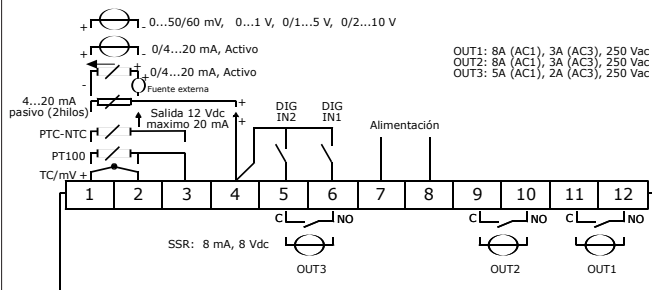 + - 0...50/60 mV, 0...1 V, 0/1...5 V, 0/2...10 V
+ - 0/4...20 mA, Activo
OUT1: 8A (AC1), 3A (AC3), 250 Vac
OUT2: 8A (AC1), 3A (AC3), 250 Vac
OUT3: 5A (AC1), 2A (AC3), 250 Vac
- + 0/4...20 mA, Activo
+ Fuente externa
-
4...20 mA
pasivo (2hilos)
+
Salida 12 Vdc
maximo 20 mA
+
DIG
IN2
DIG
IN1
Alimentación
PTC-NTC
PT100
TC/mV +
1 2 3 4 5 6 7 8 9 10 11 12
C NO C NO C NO
SSR: 8 mA, 8 Vdc
OUT3 OUT2 OUT1